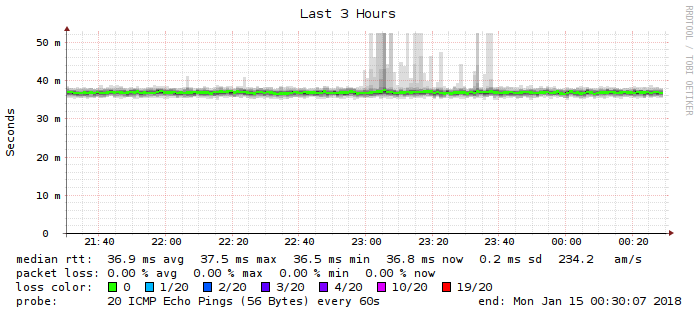 Last 3 Hours
RRDTOOL / TOBI OETIKER
Seconds
50 m
40 m
30 m
20 m
10 m
0
21:40 22:00 22:20 22:40 23:00 23:20 23:40 00:00 00:20
median rtt: 36.9 ms avg 37.5 ms max 36.5 ms min 36.8 ms now 0.2 ms sd 234.2 am/s
packet loss: 0.00 % avg 0.00 % max 0.00 % min 0.00 % now
loss color: 0 1/20 2/20 3/20 4/20 10/20 19/20
probe: 20 ICMP Echo Pings (56 Bytes) every 60s end: Mon Jan 15 00:30:07 2018